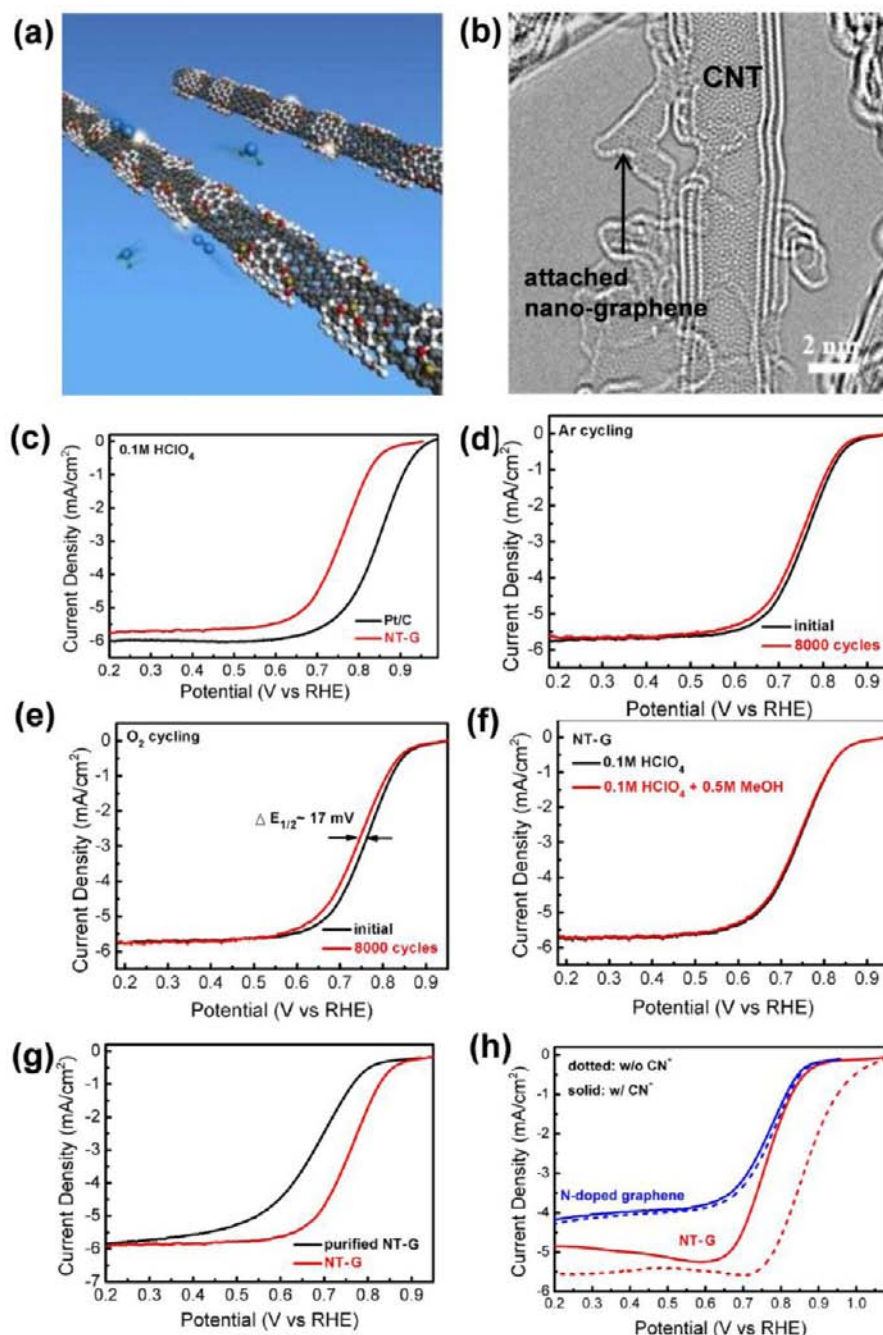 (a)
(b)
CNT
attached
nano-graphene
2 nm
(c)
0.1M HClO₄
Current Density (mA/cm²)
0
-1
-2
-3
-4
-5
-6
Pt/C
NT-G
0.2 0.3 0.4 0.5 0.6 0.7 0.8 0.9
Potential (V vs RHE)
(d)
Ar cycling
Current Density (mA/cm²)
0
-1
-2
-3
-4
-5
-6
initial
8000 cycles
0.2 0.3 0.4 0.5 0.6 0.7 0.8 0.9
Potential (V vs RHE)
(e)
O₂ cycling
Current Density (mA/cm²)
0
-1
-2
-3
-4
-5
-6
△ E₁/₂~ 17 mV
initial
8000 cycles
0.2 0.3 0.4 0.5 0.6 0.7 0.8 0.9
Potential (V vs RHE)
(f)
NT-G
0.1M HClO₄
0.1M HClO₄ + 0.5M MeOH
Current Density (mA/cm²)
0
-1
-2
-3
-4
-5
-6
0.2 0.3 0.4 0.5 0.6 0.7 0.8 0.9
Potential (V vs RHE)
(g)
Current Density (mA/cm²)
0
-1
-2
-3
-4
-5
-6
-7
purified NT-G
NT-G
0.2 0.3 0.4 0.5 0.6 0.7 0.8 0.9
Potential (V vs RHE)
(h)
dotted: w/o CN⁻
solid: w/ CN⁻
Current Density (mA/cm²)
0
-1
-2
-3
-4
-5
-6
N-doped graphene
NT-G
0.2 0.3 0.4 0.5 0.6 0.7 0.8 0.9 1.0
Potential (V vs RHE)